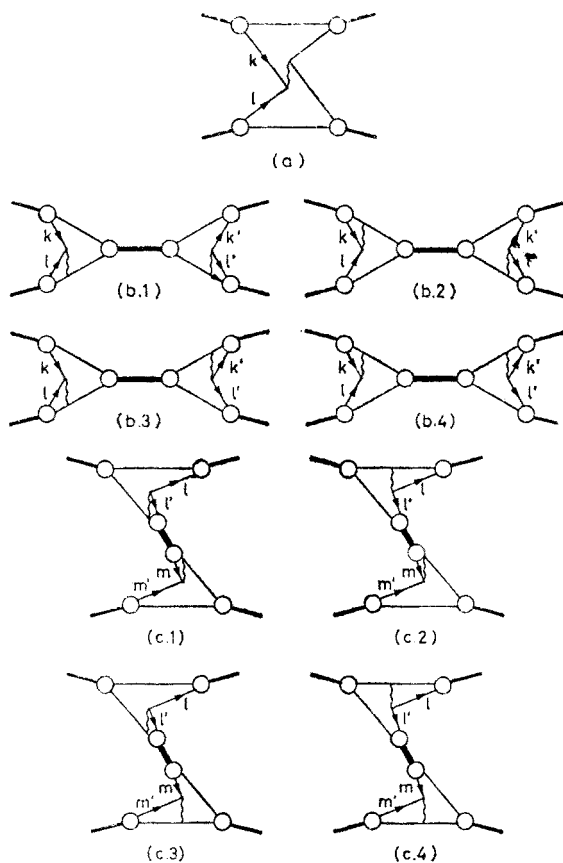 k
l
(a)
k k' k k'
l l' l
(b.1) (b.2)
k k' k k'
l l' l l'
(b.3) (b.4)
l l
l' l'
m m
m' m'
(c.1) (c.2)
l l
l' l'
m m
m' m'
(c.3) (c.4)